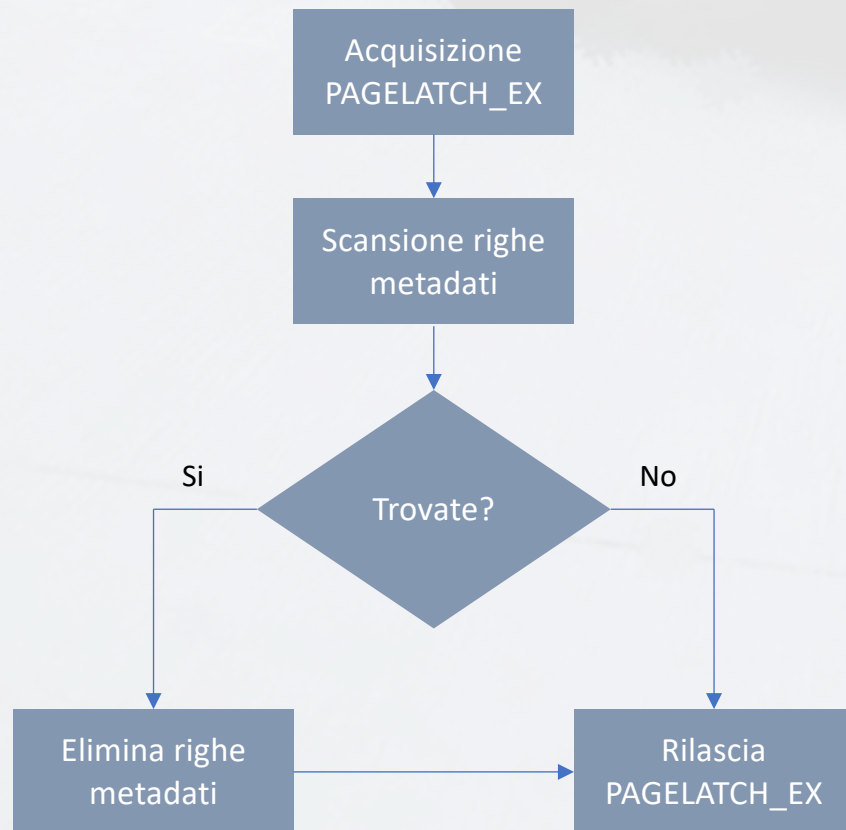 Acquisizione
PAGELATCH_EX
Scansione righe
metadati
Si
No
Trovate?
Elimina righe
metadati
Rilascia
PAGELATCH_EX